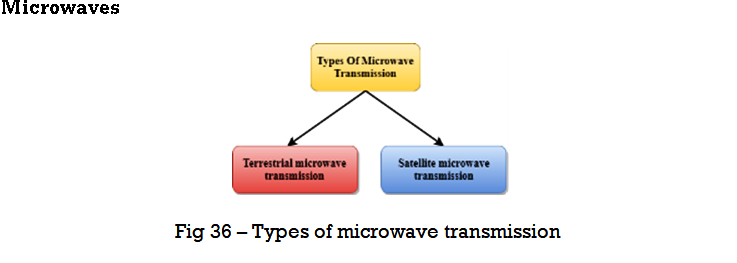 Microwaves
Types Of Microwave
Transmission
Terrestrial microwave
transmission
Satellite microwave
transmission
Fig 36 – Types of microwave transmission